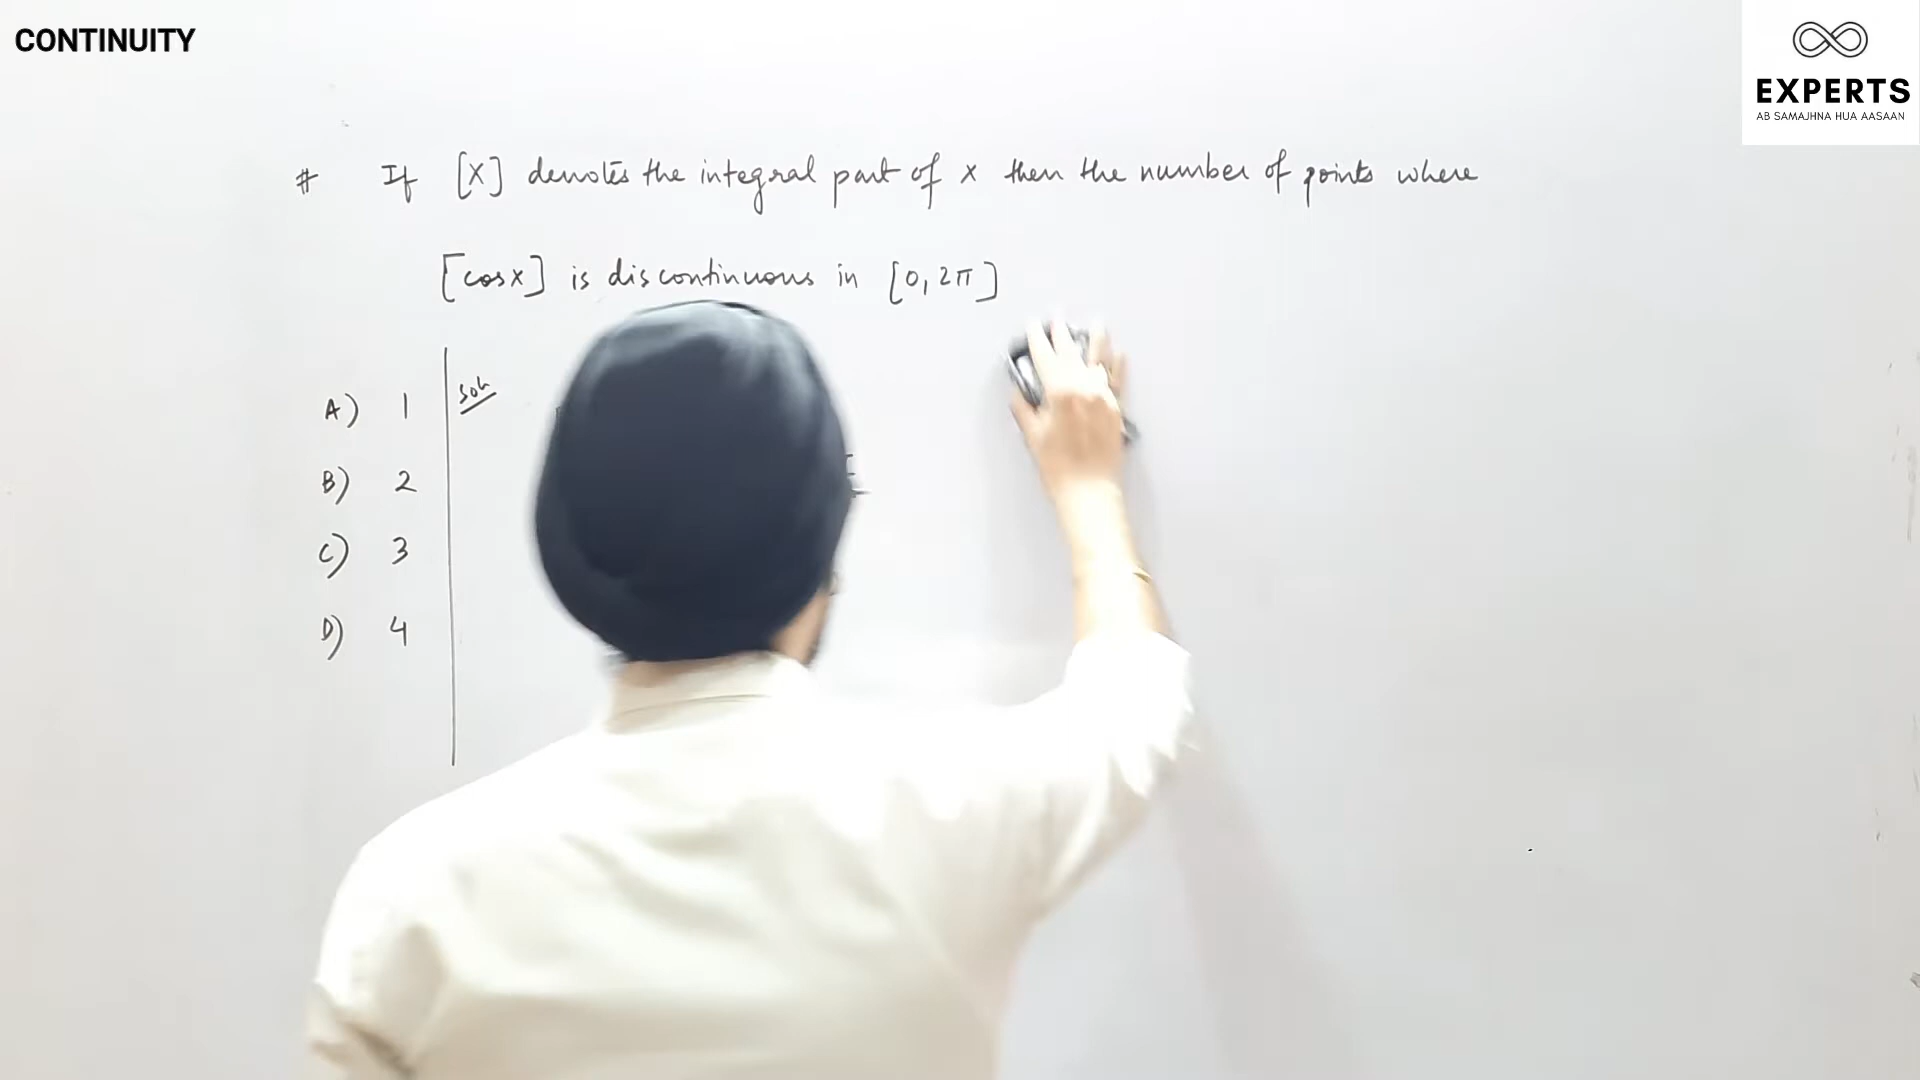 CONTINUITY
EXPERTS
AB SAMAJHNA HUA AASAAN
# If [x] denotes the integral part of x then the number of points where
[cosx] is discontinuous in [0, 2π]
A) 1
Soln
B) 2
C) 3
D) 4